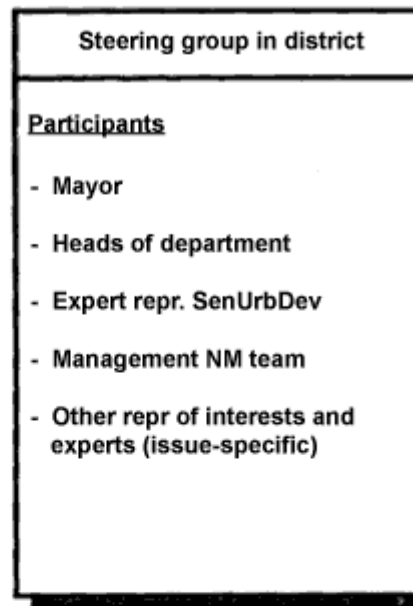 Steering group in district
Participants
- Mayor
- Heads of department
- Expert repr. SenUrbDev
- Management NM team
- Other repr of interests and
experts (issue-specific)